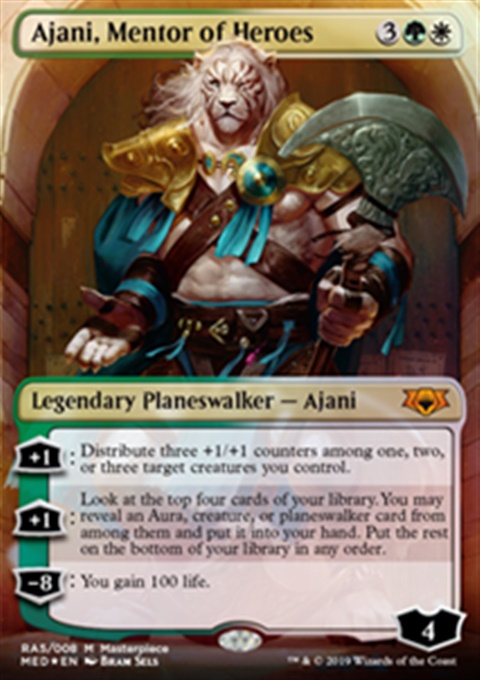 Ajani, Mentor of Heroes 3
Legendary Planeswalker — Ajani
+1 : Distribute three +1/+1 counters among one, two,
or three target creatures you control.
+1 : Look at the top four cards of your library. You may
reveal an Aura, creature, or planeswalker card from
among them and put it into your hand. Put the rest
on the bottom of your library in any order.
−8 : You gain 100 life.
4
RA5/008 M Masterpiece
MED★EN Bram Sels
™ & © 2019 Wizards of the Coast